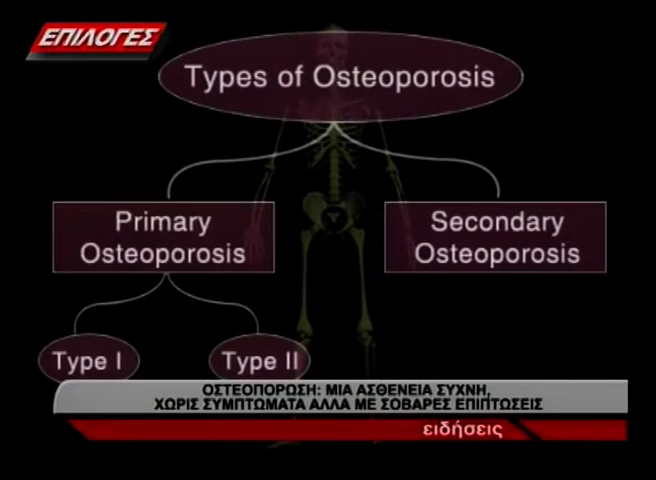 ΕΠΙΛΟΓΕΣ
Types of Osteoporosis
Primary
Osteoporosis
Secondary
Osteoporosis
Type I
Type II
ΟΣΤΕΟΠΟΡΩΣΗ: ΜΙΑ ΑΣΘΕΝΕΙΑ ΣΥΧΝΗ,
ΧΩΡΙΣ ΣΥΜΠΤΩΜΑΤΑ ΑΛΛΑ ΜΕ ΣΟΒΑΡΕΣ ΕΠΙΠΤΩΣΕΙΣ
ειδήσεις